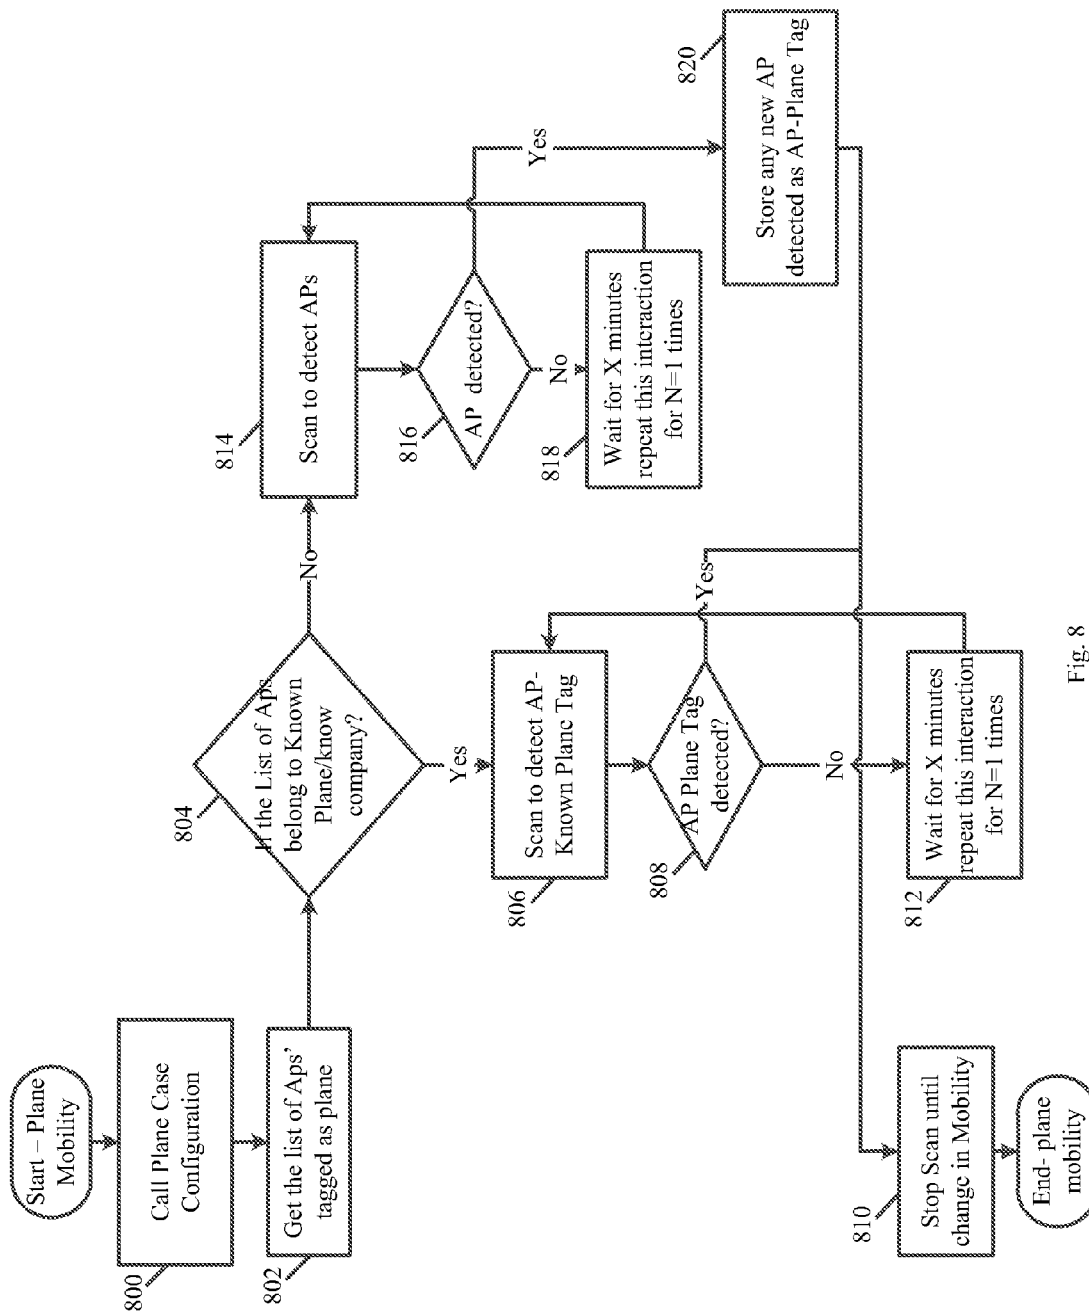 Start – Plane
Mobility
800
Call Plane Case
Configuration
802
Get the list of Aps'
tagged as plane
804
If the List of Aps
belong to Known
Plane/know
company?
No
Yes
814
Scan to detect APs
816
AP detected?
Yes
No
818
Wait for X minutes
repeat this interaction
for N=1 times
820
Store any new AP
detected as AP-Plane Tag
806
Scan to detect AP-
Known Plane Tag
808
AP Plane Tag
detected?
Yes
No
812
Wait for X minutes
repeat this interaction
for N=1 times
810
Stop Scan until
change in Mobility
End- plane
mobility
Fig. 8